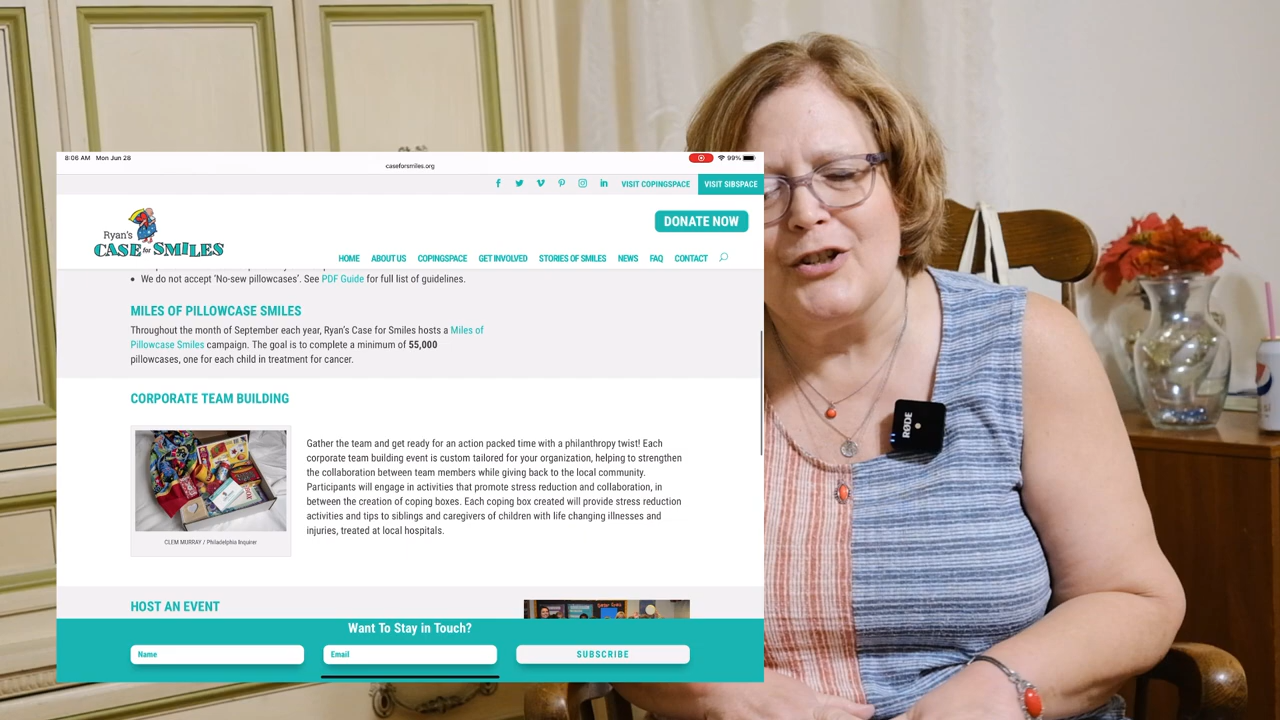 8:06 AM Mon Jun 28
99%
caseforsmiles.org
VISIT COPINGSPACE
VISIT SIBSPACE
Ryan's
CASE for SMILES
DONATE NOW
HOME ABOUT US COPINGSPACE GET INVOLVED STORIES OF SMILES NEWS FAQ CONTACT
We do not accept 'No-sew pillowcases'. See PDF Guide for full list of guidelines.
MILES OF PILLOWCASE SMILES
Throughout the month of September each year, Ryan's Case for Smiles hosts a Miles of
Pillowcase Smiles campaign. The goal is to complete a minimum of 55,000
pillowcases, one for each child in treatment for cancer.
CORPORATE TEAM BUILDING
Gather the team and get ready for an action packed time with a philanthropy twist! Each
corporate team building event is custom tailored for your organization, helping to strengthen
the collaboration between team members while giving back to the local community.
Participants will engage in activities that promote stress reduction and collaboration, in
between the creation of coping boxes. Each coping box created will provide stress reduction
activities and tips to siblings and caregivers of children with life changing illnesses and
injuries, treated at local hospitals.
CLEM MURRAY / Philadelphia Inquirer
HOST AN EVENT
Want To Stay in Touch?
Name
Email
SUBSCRIBE
RØDE